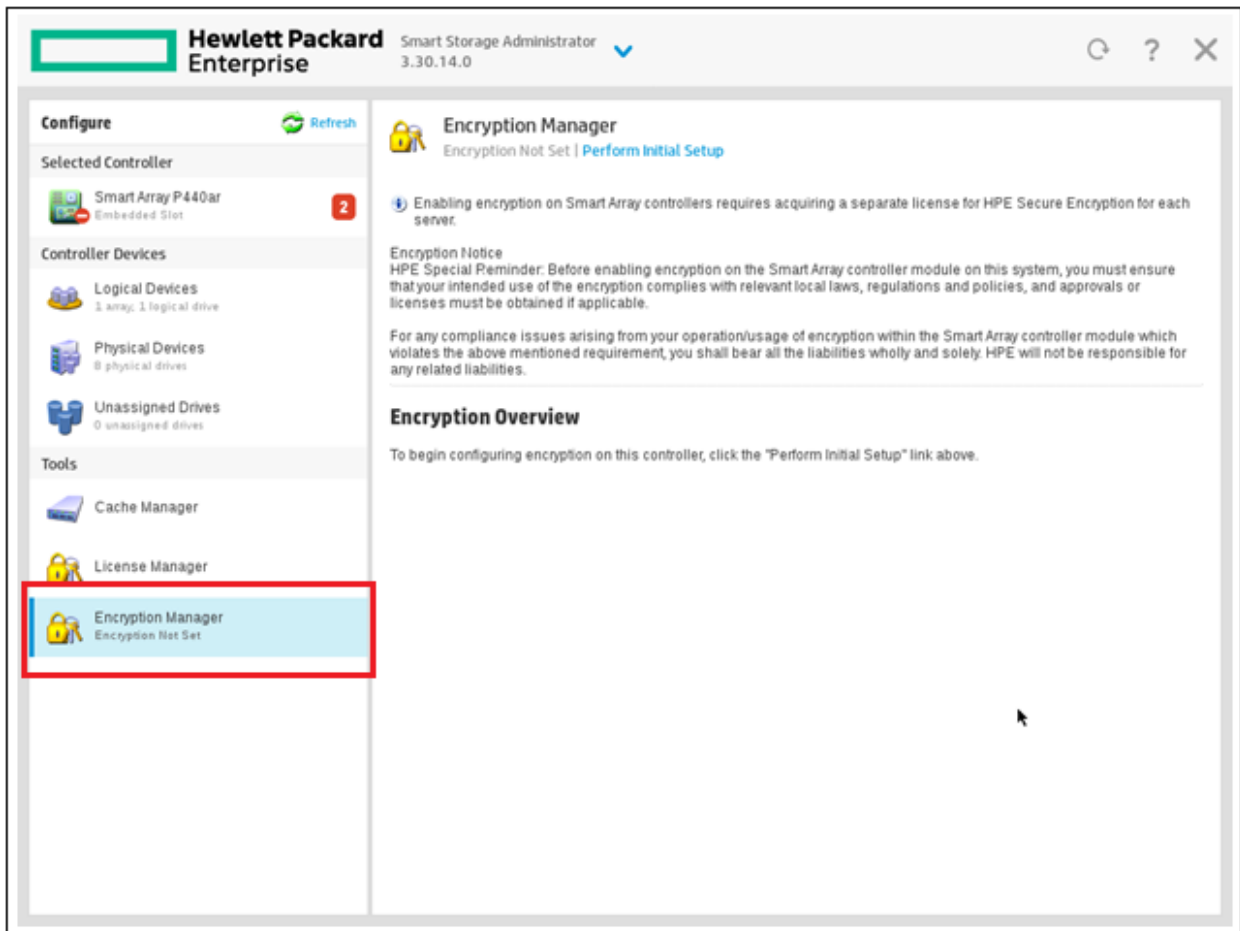 Hewlett Packard
Enterprise
Smart Storage Administrator
3.30.14.0
?
Configure
Refresh
Selected Controller
Smart Array P440ar
Embedded Slot
2
Controller Devices
Logical Devices
1 array; 1 logical drive
Physical Devices
8 physical drives
Unassigned Drives
0 unassigned drives
Tools
Cache Manager
License Manager
Encryption Manager
Encryption Not Set
Encryption Manager
Encryption Not Set | Perform Initial Setup
Enabling encryption on Smart Array controllers requires acquiring a separate license for HPE Secure Encryption for each
server.
Encryption Notice
HPE Special Reminder: Before enabling encryption on the Smart Array controller module on this system, you must ensure
that your intended use of the encryption complies with relevant local laws, regulations and policies, and approvals or
licenses must be obtained if applicable.
For any compliance issues arising from your operation/usage of encryption within the Smart Array controller module which
violates the above mentioned requirement, you shall bear all the liabilities wholly and solely. HPE will not be responsible for
any related liabilities.
Encryption Overview
To begin configuring encryption on this controller, click the "Perform Initial Setup" link above.